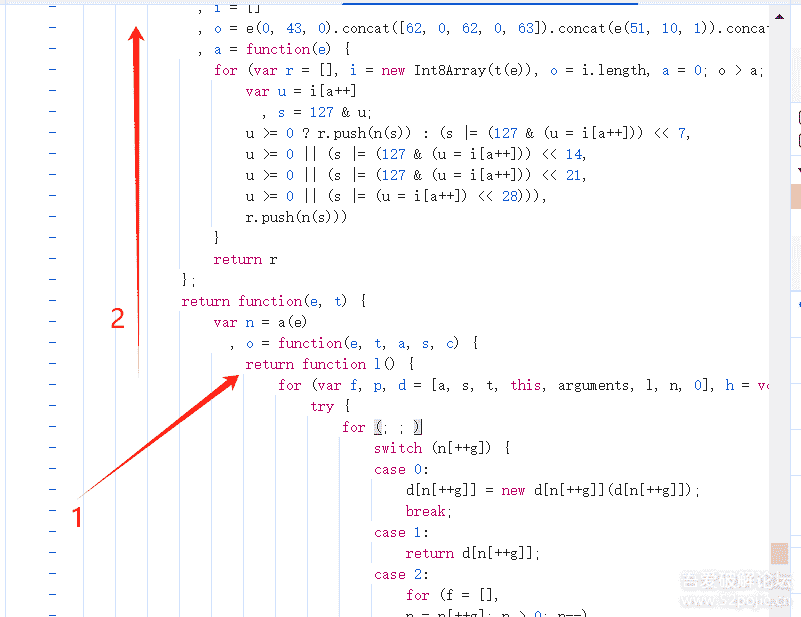 , i = []
, o = e(0, 43, 0).concat([62, 0, 62, 0, 63]).concat(e(51, 10, 1)).concat
, a = function(e) {
for (var r = [], i = new Int8Array(t(e)), o = i.length, a = 0; o > a;
var u = i[a++]
, s = 127 & u;
u >= 0 ? r.push(n(s)) : (s |= (127 & (u = i[a++])) << 7,
u >= 0 || (s |= (127 & (u = i[a++])) << 14,
u >= 0 || (s |= (127 & (u = i[a++])) << 21,
u >= 0 || (s |= (u = i[a++]) << 28))),
r.push(n(s)))
}
return r
};
return function(e, t) {
2
var n = a(e)
, o = function(e, t, a, s, c) {
return function l() {
for (var f, p, d = [a, s, t, this, arguments, l, n, 0], h = vo
try {
for (; ; )
switch (n[++g]) {
case 0:
d[n[++g]] = new d[n[++g]](d[n[++g]]);
1
break;
case 1:
return d[n[++g]];
case 2:
for (f = [],
n = n[++g]; n > 0; n--)
吾爱破解论坛
www.52pojie.cn